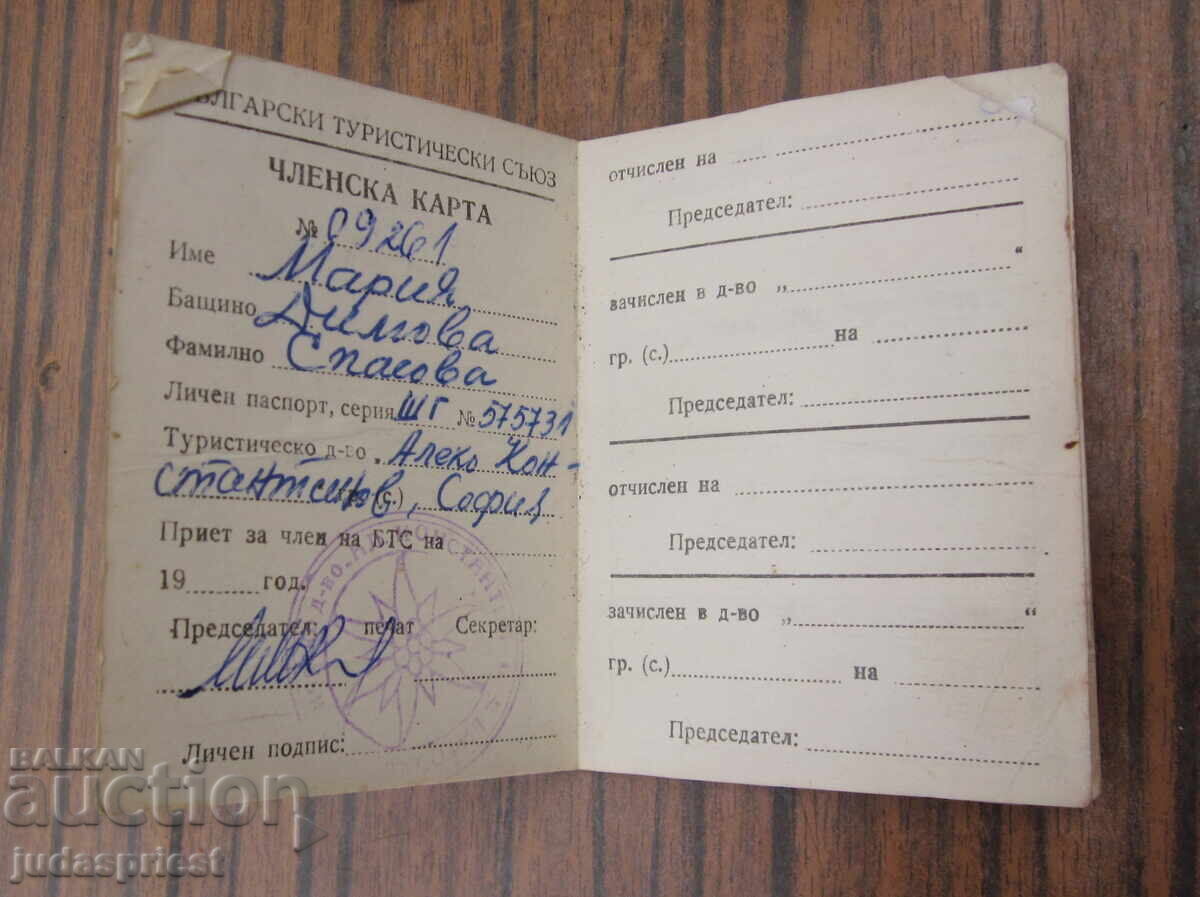 БЪЛГАРСКИ ТУРИСТИЧЕСКИ СЪЮЗ
ЧЛЕНСКА КАРТА
№ 09261
Име Мария
Бащино Димова
Фамилно Спасова
Личен паспорт, серия ШГ № 575731
Туристическо д-во „Алеко Кон-
стантинов, (с.) София
Приет за член на БТС на
19 год.
Председател: печат Секретар:
Личен подпис:
отчислен на
Председател:
зачислен в д-во „ “
гр. (с.) на
Председател:
отчислен на
Председател:
зачислен в д-во „ “
гр. (с.) на
Председател:
BALKAN
auction
judaspriest